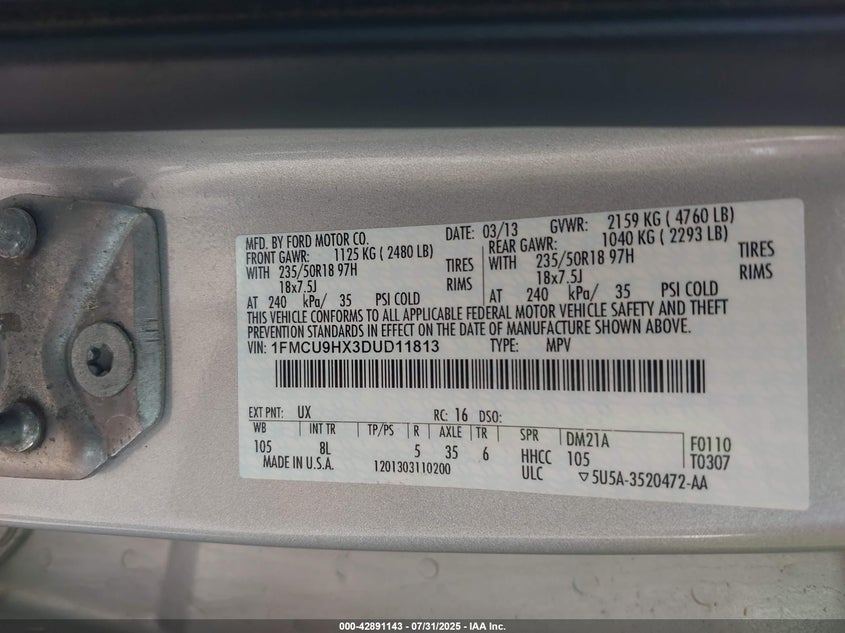 MFD. BY FORD MOTOR CO. DATE: 03/13 GVWR: 2159 KG ( 4760 LB)
FRONT GAWR: 1125 KG ( 2480 LB) REAR GAWR: 1040 KG ( 2293 LB)
WITH 235/50R18 97H TIRES WITH 235/50R18 97H TIRES
18x7.5J RIMS 18x7.5J RIMS
AT 240 kPa/ 35 PSI COLD AT 240 kPa/ 35 PSI COLD
THIS VEHICLE CONFORMS TO ALL APPLICABLE FEDERAL MOTOR VEHICLE SAFETY AND THEFT
PREVENTION STANDARDS IN EFFECT ON THE DATE OF MANUFACTURE SHOWN ABOVE.
VIN: 1FMCU9HX3DUD11813 TYPE: MPV
EXT PNT: UX RC: 16 DSO:
WB INT TR TP/PS R AXLE TR SPR DM21A F0110
105 8L 5 35 6 HHCC 105 T0307
MADE IN U.S.A. 1201303110200 ULC ▽5U5A-3520472-AA
000-42891143 - 07/31/2025 - IAA Inc.